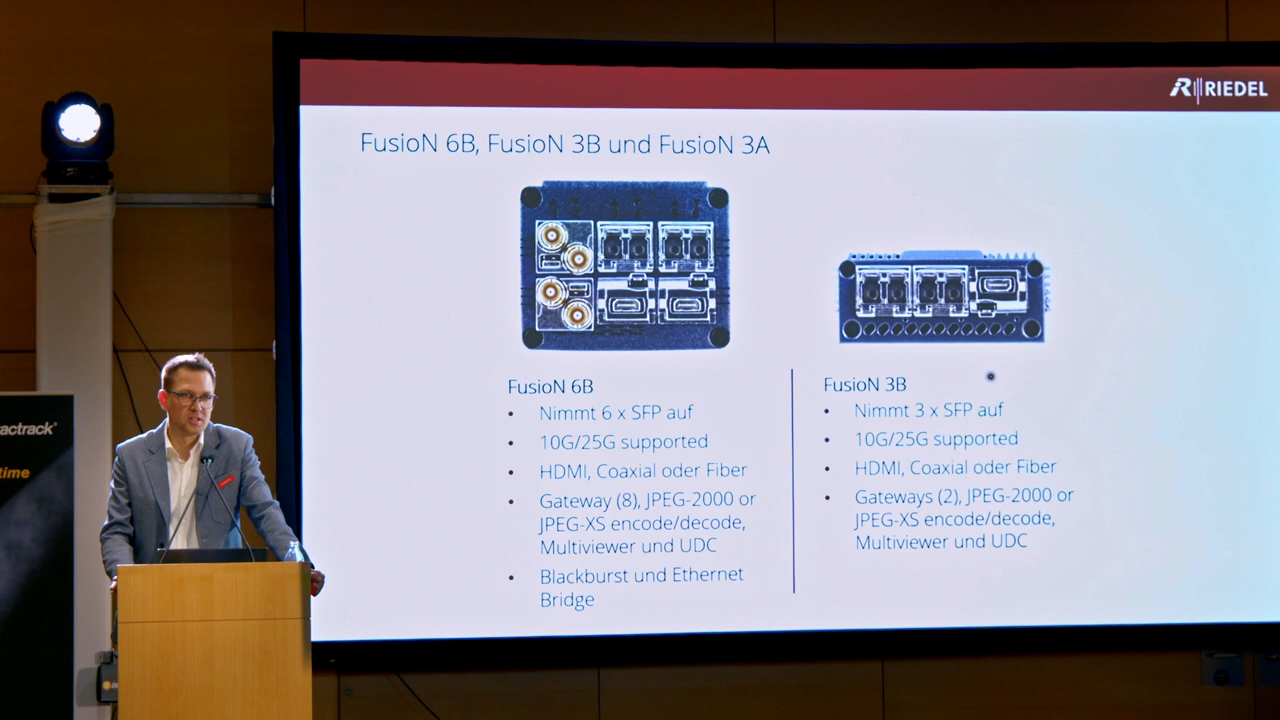 RIEDEL
FusioN 6B, FusioN 3B und FusioN 3A
FusioN 6B
• Nimmt 6 x SFP auf
• 10G/25G supported
• HDMI, Coaxial oder Fiber
• Gateway (8), JPEG-2000 or
JPEG-XS encode/decode,
Multiviewer und UDC
• Blackburst und Ethernet
Bridge
FusioN 3B
• Nimmt 3 x SFP auf
• 10G/25G supported
• HDMI, Coaxial oder Fiber
• Gateways (2), JPEG-2000 or
JPEG-XS encode/decode,
Multiviewer und UDC
actrack®
time